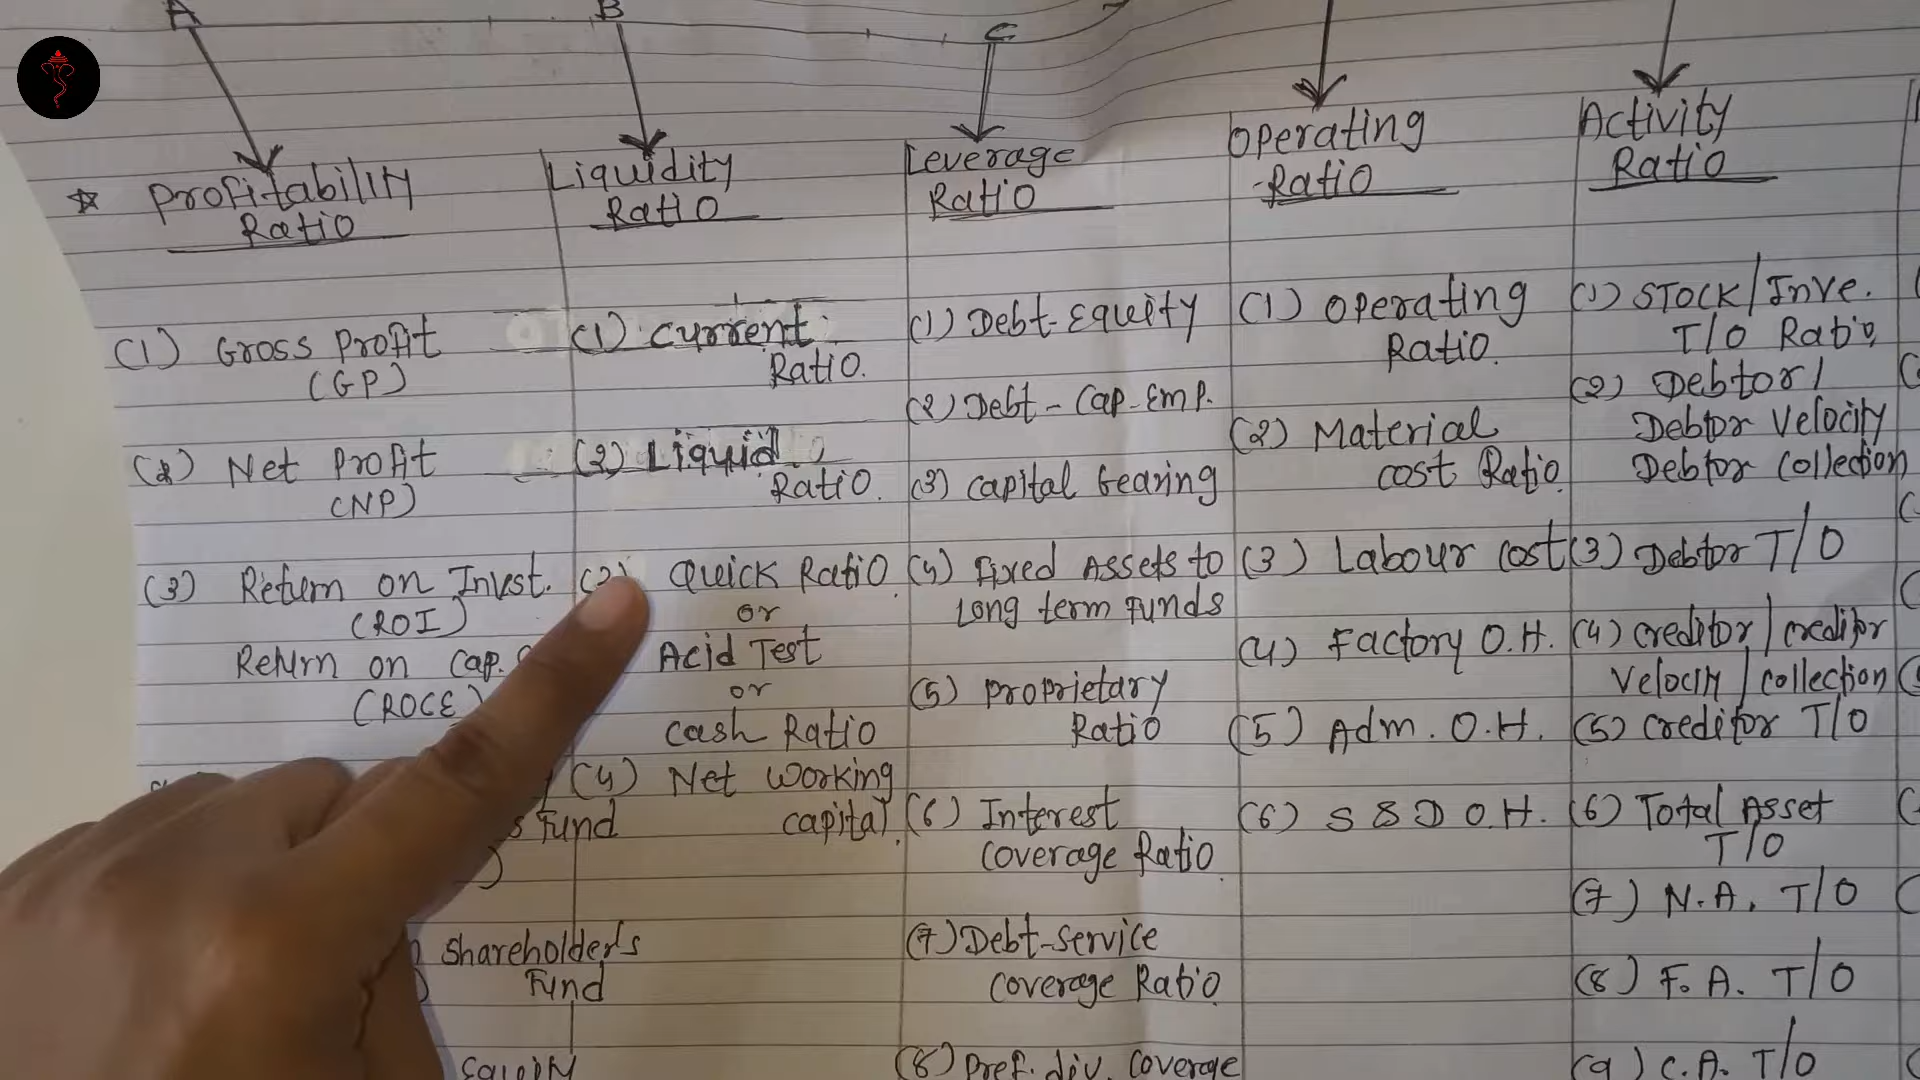 A
B
C
☆ Profitability
Ratio
(1) Gross Profit
(GP)
(2) Net Profit
(NP)
(3) Return on Invst.
(ROI)
Return on Cap.
(ROCE)
Fund
Shareholder's
Fund
Equity
Liquidity
Ratio
(1) Current
Ratio.
(2) Liquid
Ratio.
(3) Quick Ratio
or
Acid Test
or
Cash Ratio
(4) Net Working
Capital
Leverage
Ratio
(1) Debt-Equity
(2) Debt-Cap-Emp.
(3) Capital Gearing
(4) Fixed Assets to
Long term Funds
(5) Proprietary
Ratio
(6) Interest
Coverage Ratio
(7) Debt-Service
Coverage Ratio
(8) Pref. div. Coverage
Operating
Ratio
(1) Operating
Ratio.
(2) Material
Cost Ratio
(3) Labour Cost
(4) Factory O.H.
(5) Adm. O.H.
(6) S & D O.H.
Activity
Ratio
(1) Stock/Inve.
T/O Ratio
(2) Debtor/
Debtor Velocity
Debtor Collection
(3) Debtor T/O
(4) Creditor/Creditor
Velocity/Collection
(5) Creditor T/O
(6) Total Asset
T/O
(7) N.A. T/O
(8) F.A. T/O
(9) C.A. T/O